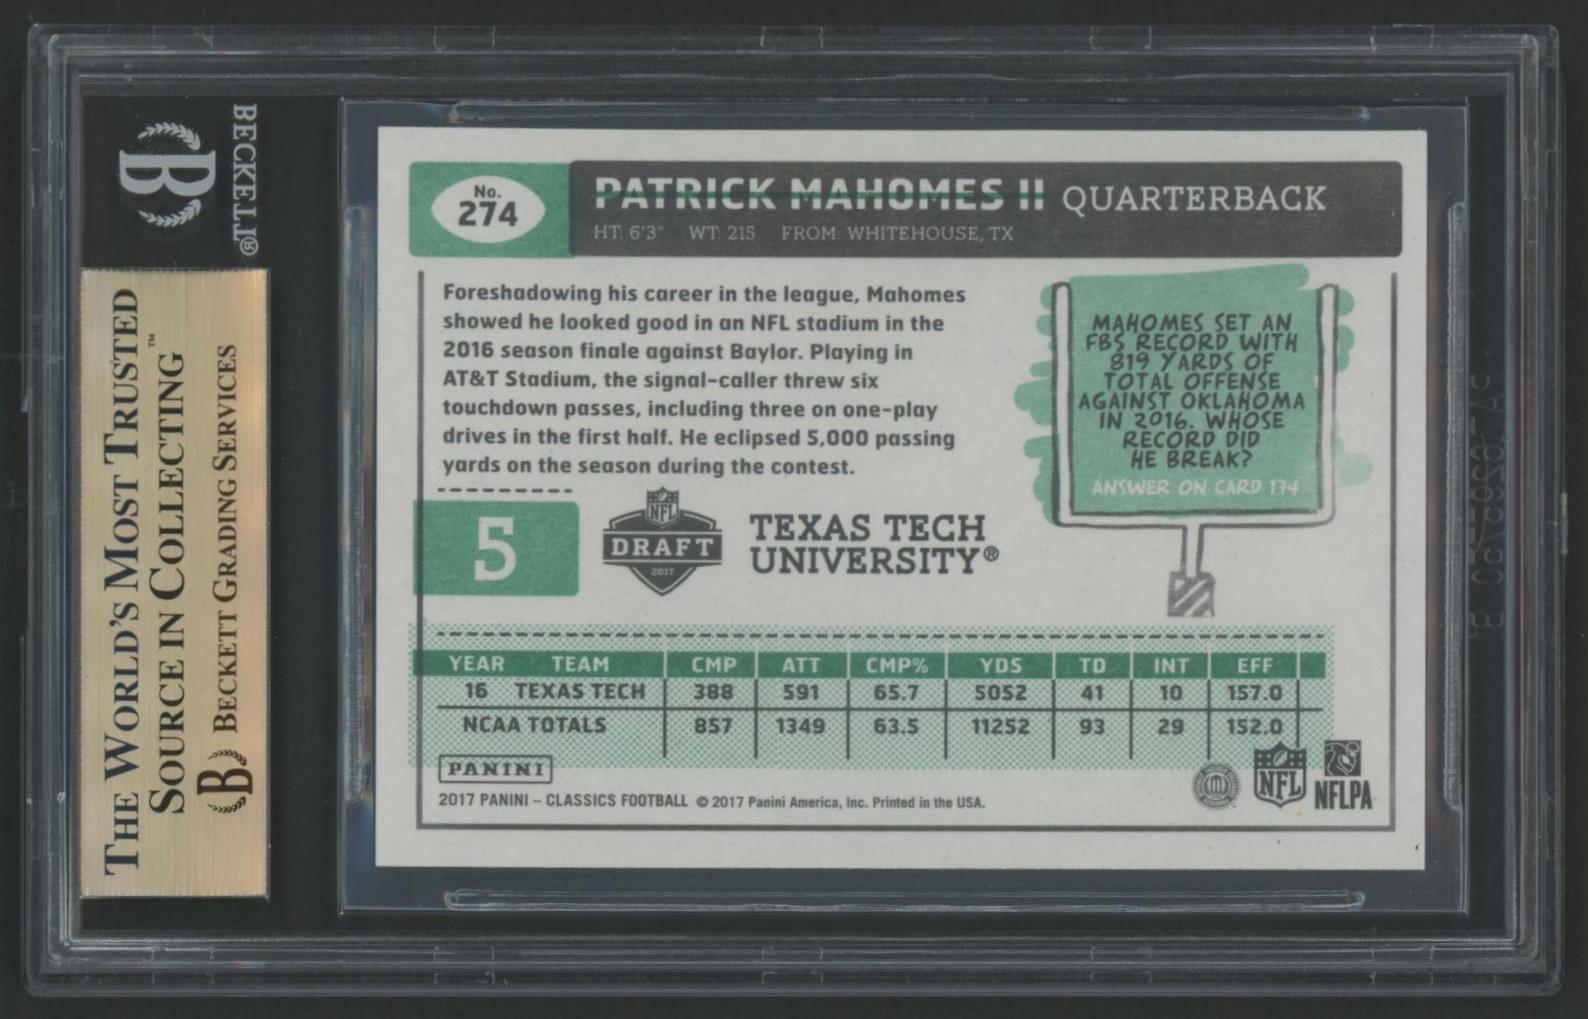 BECKETT®
B
THE WORLD'S MOST TRUSTED
SOURCE IN COLLECTING™
B BECKETT GRADING SERVICES
No.
274
PATRICK MAHOMES II QUARTERBACK
HT: 6'3" WT: 215 FROM: WHITEHOUSE, TX
Foreshadowing his career in the league, Mahomes
showed he looked good in an NFL stadium in the
2016 season finale against Baylor. Playing in
AT&T Stadium, the signal-caller threw six
touchdown passes, including three on one-play
drives in the first half. He eclipsed 5,000 passing
yards on the season during the contest.
MAHOMES SET AN
FBS RECORD WITH
819 YARDS OF
TOTAL OFFENSE
AGAINST OKLAHOMA
IN 2016. WHOSE
RECORD DID
HE BREAK?
ANSWER ON CARD 174
5
NFL
DRAFT
2017
TEXAS TECH
UNIVERSITY®
YEAR TEAM CMP ATT CMP% YDS TD INT EFF
16 TEXAS TECH 388 591 65.7 5052 41 10 157.0
NCAA TOTALS 857 1349 63.5 11252 93 29 152.0
PANINI
2017 PANINI – CLASSICS FOOTBALL © 2017 Panini America, Inc. Printed in the USA.
NFL
NFLPA